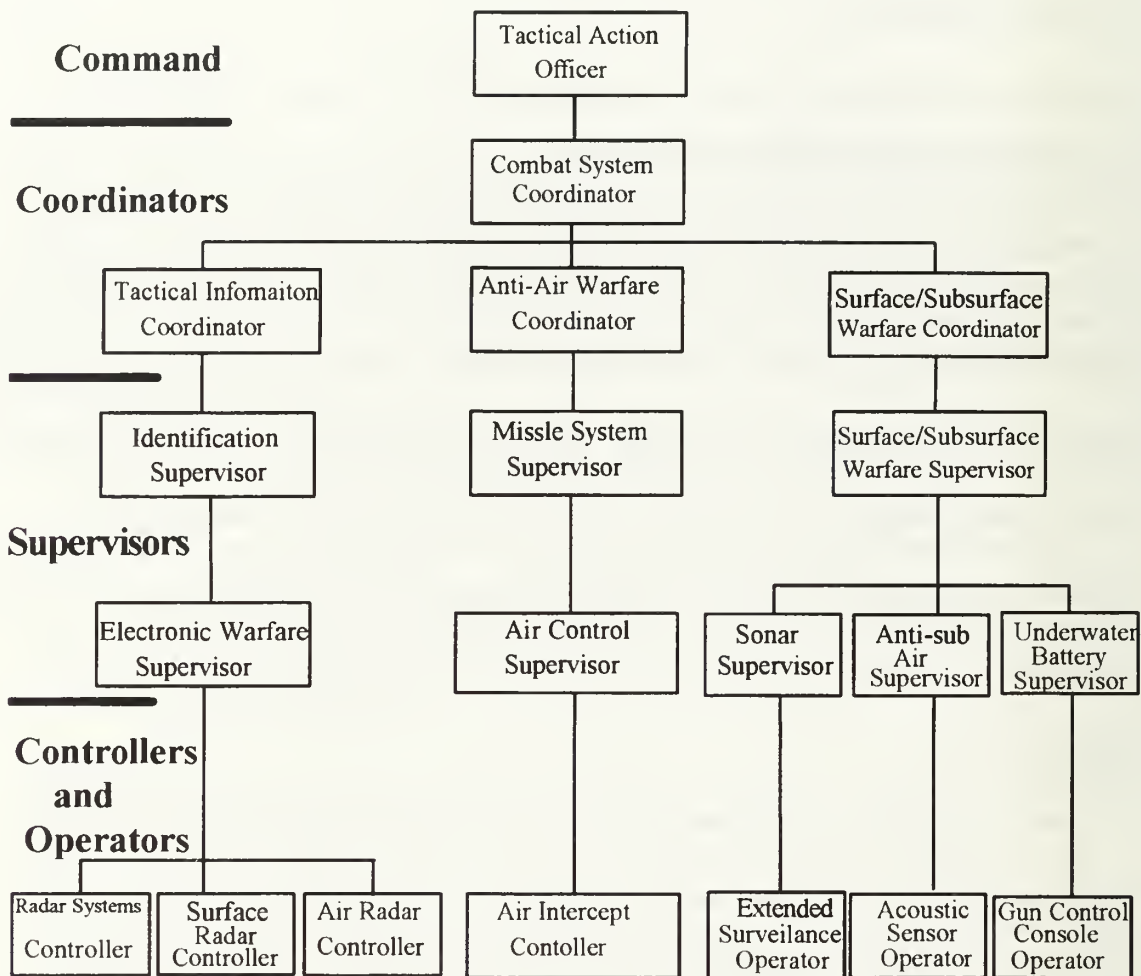 Command
Tactical Action
Officer
Coordinators
Combat System
Coordinator
Tactical Infomaiton
Coordinator
Anti-Air Warfare
Coordinator
Surface/Subsurface
Warfare Coordinator
Supervisors
Identification
Supervisor
Missle System
Supervisor
Surface/Subsurface
Warfare Supervisor
Electronic Warfare
Supervisor
Air Control
Supervisor
Sonar
Supervisor
Anti-sub
Air
Supervisor
Underwater
Battery
Supervisor
Controllers
and
Operators
Radar Systems
Controller
Surface
Radar
Controller
Air Radar
Controller
Air Intercept
Contoller
Extended
Surveilance
Operator
Acoustic
Sensor
Operator
Gun Control
Console
Operator